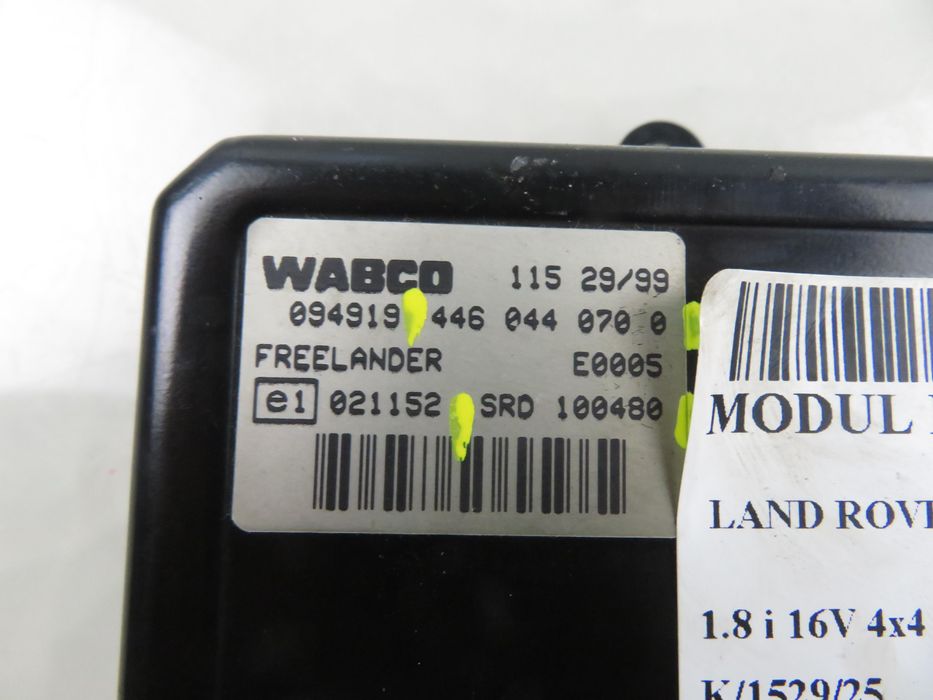 WABCO 115 29/99
094919 446 044 070 0
FREELANDER E0005
e1 021152 SRD 100480
MODUL
LAND ROVE
1.8 i 16V 4x4
K/1529/25